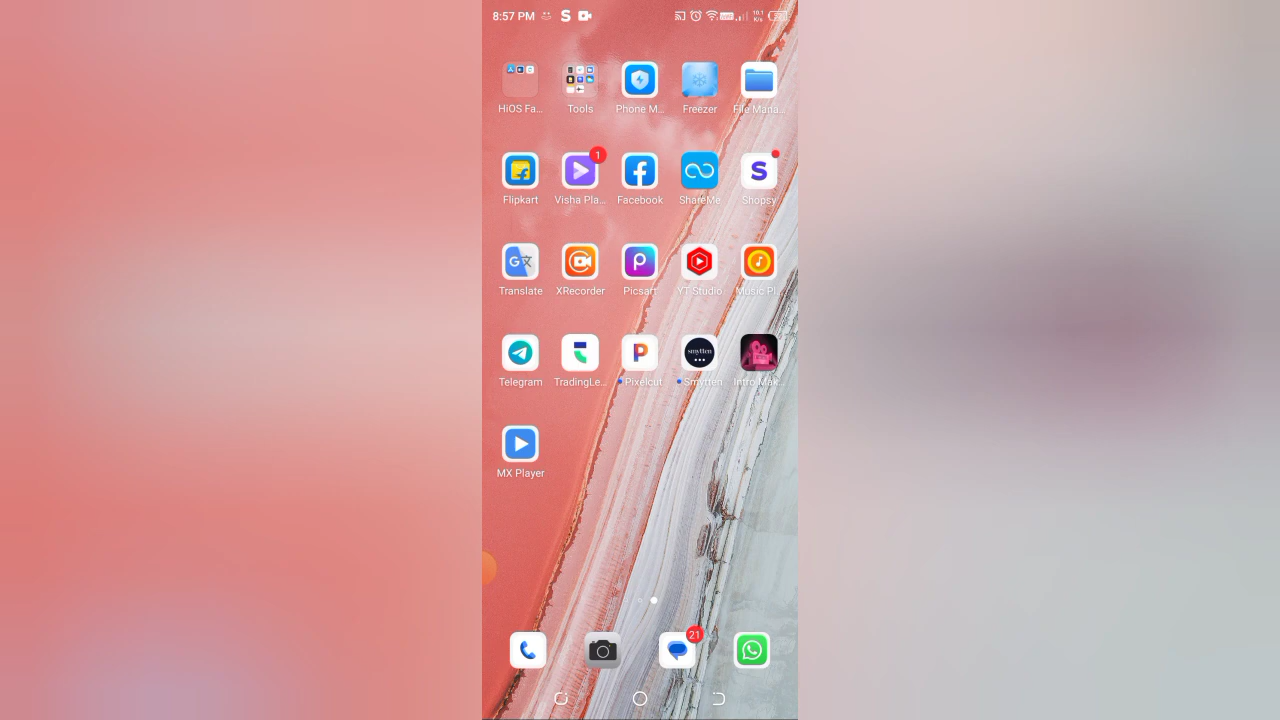 8:57 PM
HiOS Fa...
Tools
Phone M...
Freezer
File Mana...
1
Flipkart
Visha Pla...
Facebook
ShareMe
Shopsy
Translate
XRecorder
Picsart
YT Studio
Music Pl...
smytten
Telegram
TradingLe...
Pixelcut
Smytten
Intro Mak...
MX Player
21